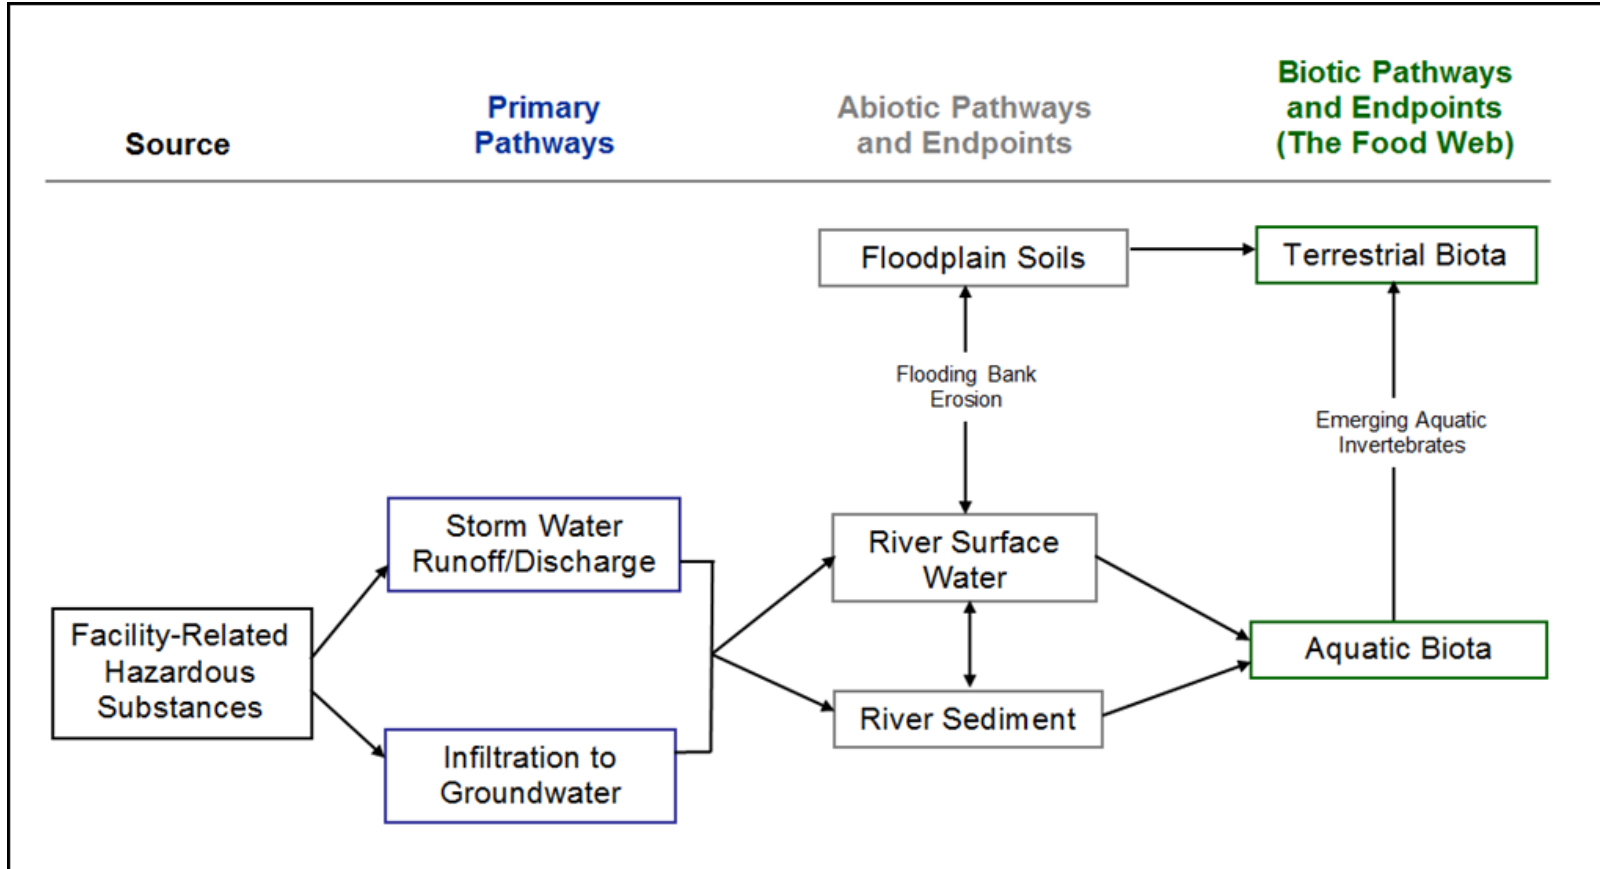 Source
Primary
Pathways
Abiotic Pathways
and Endpoints
Biotic Pathways
and Endpoints
(The Food Web)
Floodplain Soils
Terrestrial Biota
Flooding Bank
Erosion
Emerging Aquatic
Invertebrates
Storm Water
Runoff/Discharge
River Surface
Water
Facility-Related
Hazardous
Substances
Aquatic Biota
River Sediment
Infiltration to
Groundwater